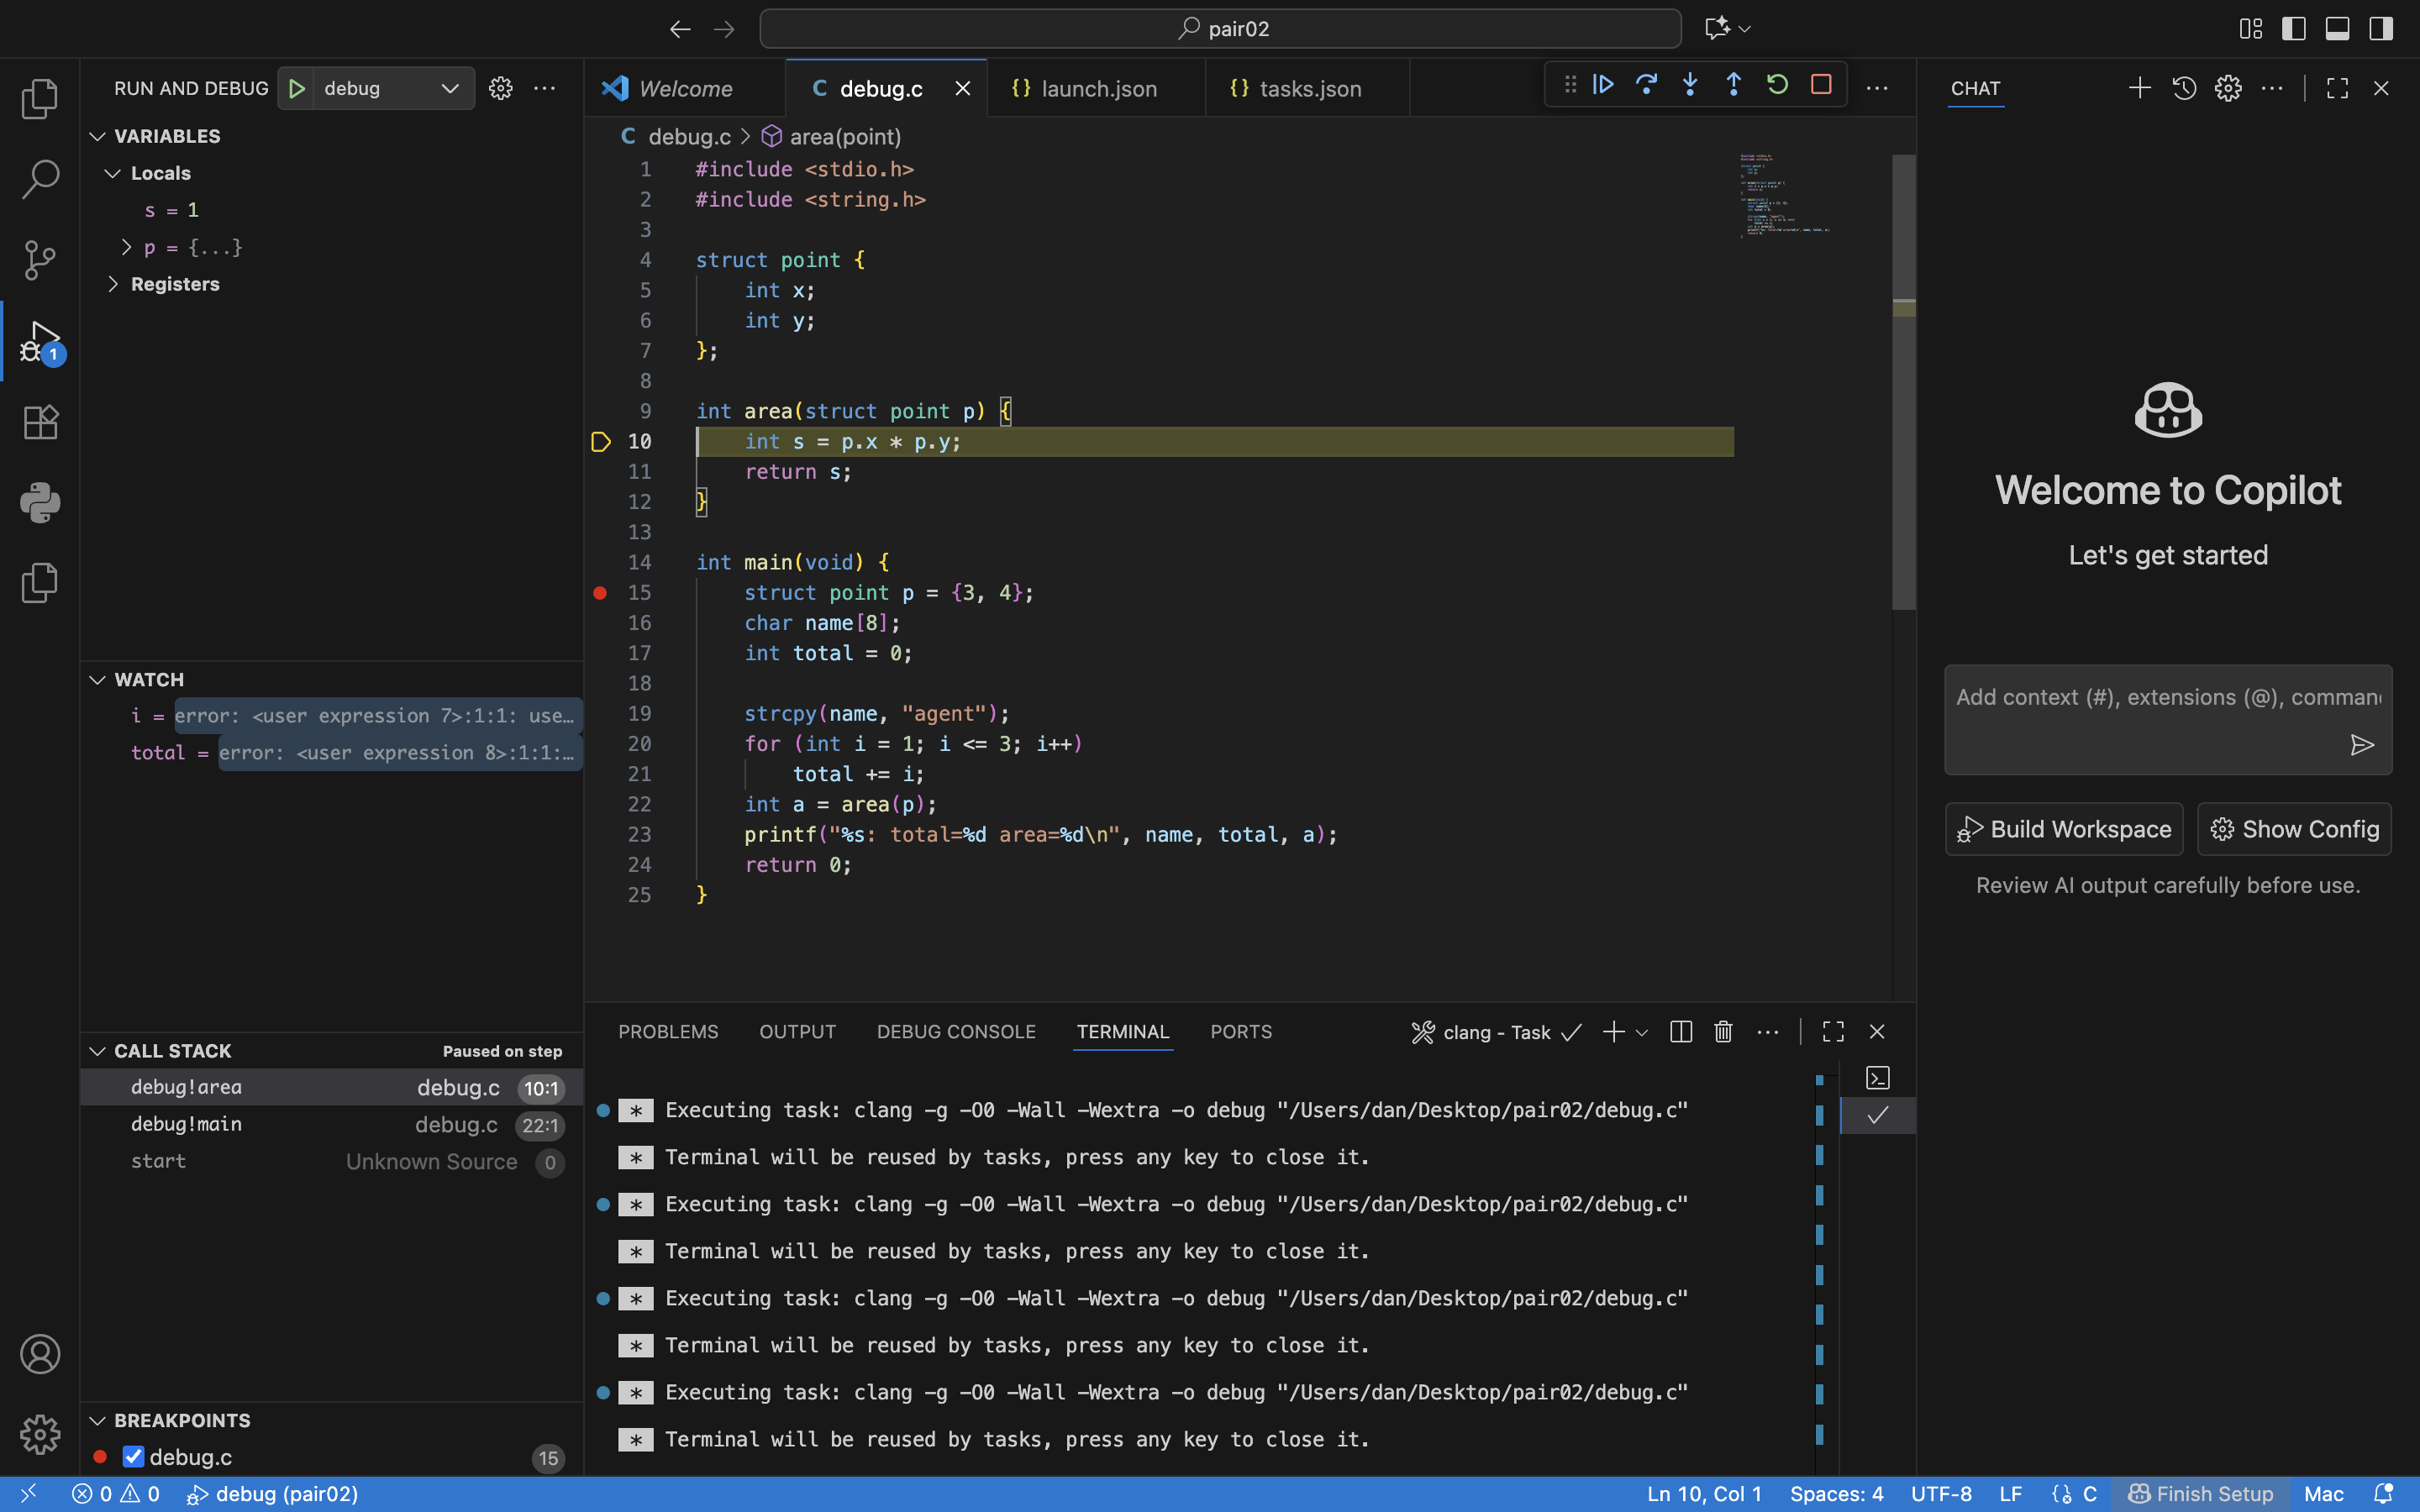 pair02
RUN AND DEBUG
debug
VARIABLES
Locals
s = 1
p = {...}
Registers
WATCH
i = error: <user expression 7>:1:1: use…
total = error: <user expression 8>:1:1:…
CALL STACK
Paused on step
debug!area debug.c 10:1
debug!main debug.c 22:1
start Unknown Source 0
BREAKPOINTS
debug.c 15
1
Welcome
debug.c
launch.json
tasks.json
debug.c > area(point)
1 #include <stdio.h>
2 #include <string.h>
3
4 struct point {
5 int x;
6 int y;
7 };
8
9 int area(struct point p) {
10 int s = p.x * p.y;
11 return s;
12 }
13
14 int main(void) {
15 struct point p = {3, 4};
16 char name[8];
17 int total = 0;
18
19 strcpy(name, "agent");
20 for (int i = 1; i <= 3; i++)
21 total += i;
22 int a = area(p);
23 printf("%s: total=%d area=%d\n", name, total, a);
24 return 0;
25 }
PROBLEMS OUTPUT DEBUG CONSOLE TERMINAL PORTS
clang - Task
* Executing task: clang -g -O0 -Wall -Wextra -o debug "/Users/dan/Desktop/pair02/debug.c"
* Terminal will be reused by tasks, press any key to close it.
* Executing task: clang -g -O0 -Wall -Wextra -o debug "/Users/dan/Desktop/pair02/debug.c"
* Terminal will be reused by tasks, press any key to close it.
* Executing task: clang -g -O0 -Wall -Wextra -o debug "/Users/dan/Desktop/pair02/debug.c"
* Terminal will be reused by tasks, press any key to close it.
* Executing task: clang -g -O0 -Wall -Wextra -o debug "/Users/dan/Desktop/pair02/debug.c"
* Terminal will be reused by tasks, press any key to close it.
CHAT
Welcome to Copilot
Let's get started
Add context (#), extensions (@), comman
Build Workspace
Show Config
Review AI output carefully before use.
0 0 debug (pair02)
Ln 10, Col 1 Spaces: 4 UTF-8 LF C Finish Setup Mac